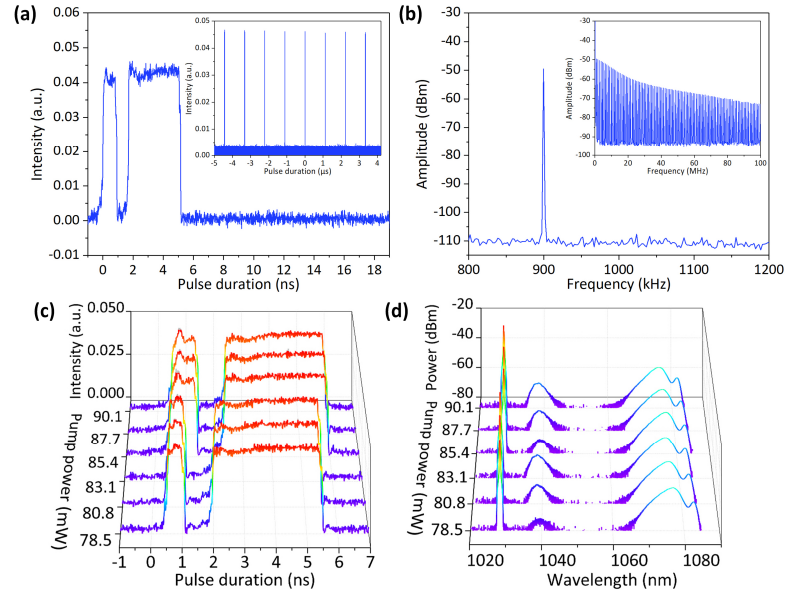 (a)
0.06
0.05
0.04
0.03
0.02
0.01
0.00
-0.01
Intensity (a.u.)
0 2 4 6 8 10 12 14 16 18
Pulse duration (ns)
0.05
0.04
0.03
0.02
0.01
0.00
Intensity (a.u.)
-5 -4 -3 -2 -1 0 1 2 3 4
Pulse duration (μs)
(b)
-30
-40
-50
-60
-70
-80
-90
-100
-110
Amplitude (dBm)
800 900 1000 1100 1200
Frequency (kHz)
-30
-40
-50
-60
-70
-80
-90
-100
Amplitude (dBm)
0 10 20 30 40 50 60 70 80 90 100
Frequency (MHz)
(c)
0.050
0.025
0.000
Intensity (a.u.)
90.1
87.7
85.4
83.1
80.8
78.5
Pump power (mW)
-1 0 1 2 3 4 5 6 7
Pulse duration (ns)
(d)
-20
-40
-60
-80
Power (dBm)
90.1
87.7
85.4
83.1
80.8
78.5
Pump power (mW)
1020 1040 1060 1080
Wavelength (nm)